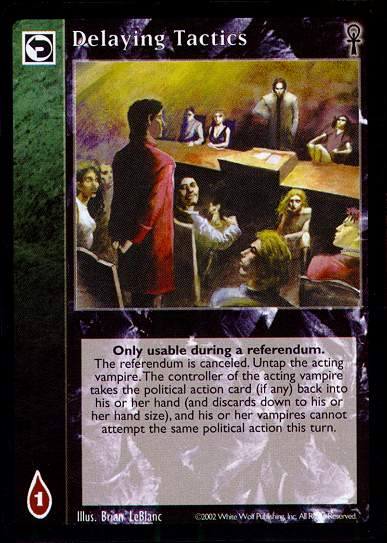 Delaying Tactics
Only usable during a referendum.
The referendum is canceled. Untap the acting
vampire. The controller of the acting vampire
takes the political action card (if any) back into
his or her hand (and discards down to his or
her hand size), and his or her vampires cannot
attempt the same political action this turn.
1
Illus. Brian LeBlanc
©2002 White Wolf Publishing, Inc. All Rights Reserved.